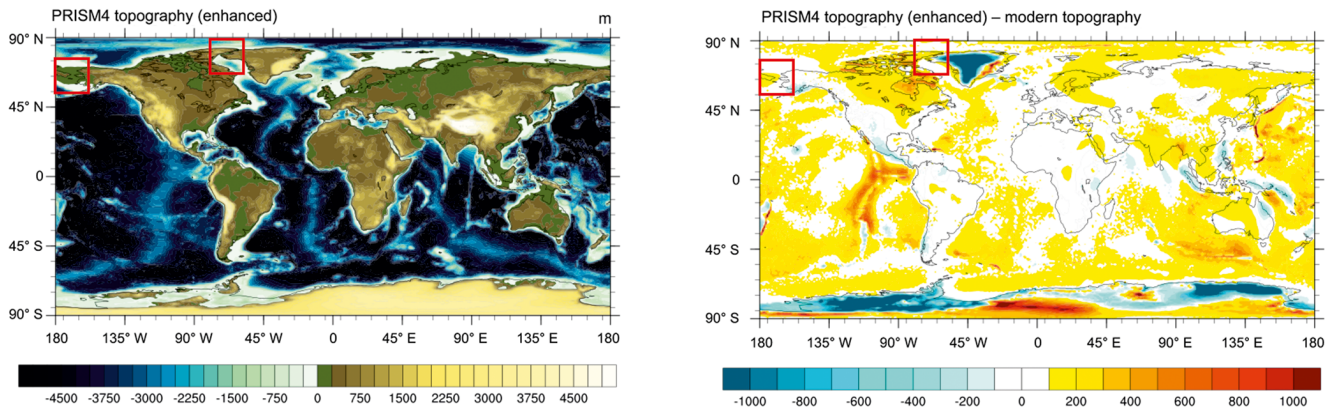 PRISM4 topography (enhanced) m
90° N
45° N
0
45° S
90° S
180 135° W 90° W 45° W 0 45° E 90° E 135° E 180
-4500 -3750 -3000 -2250 -1500 -750 0 750 1500 2250 3000 3750 4500
PRISM4 topography (enhanced) – modern topography
90° N
45° N
0
45° S
90° S
180 135° W 90° W 45° W 0 45° E 90° E 135° E 180
-1000 -800 -600 -400 -200 0 200 400 600 800 1000